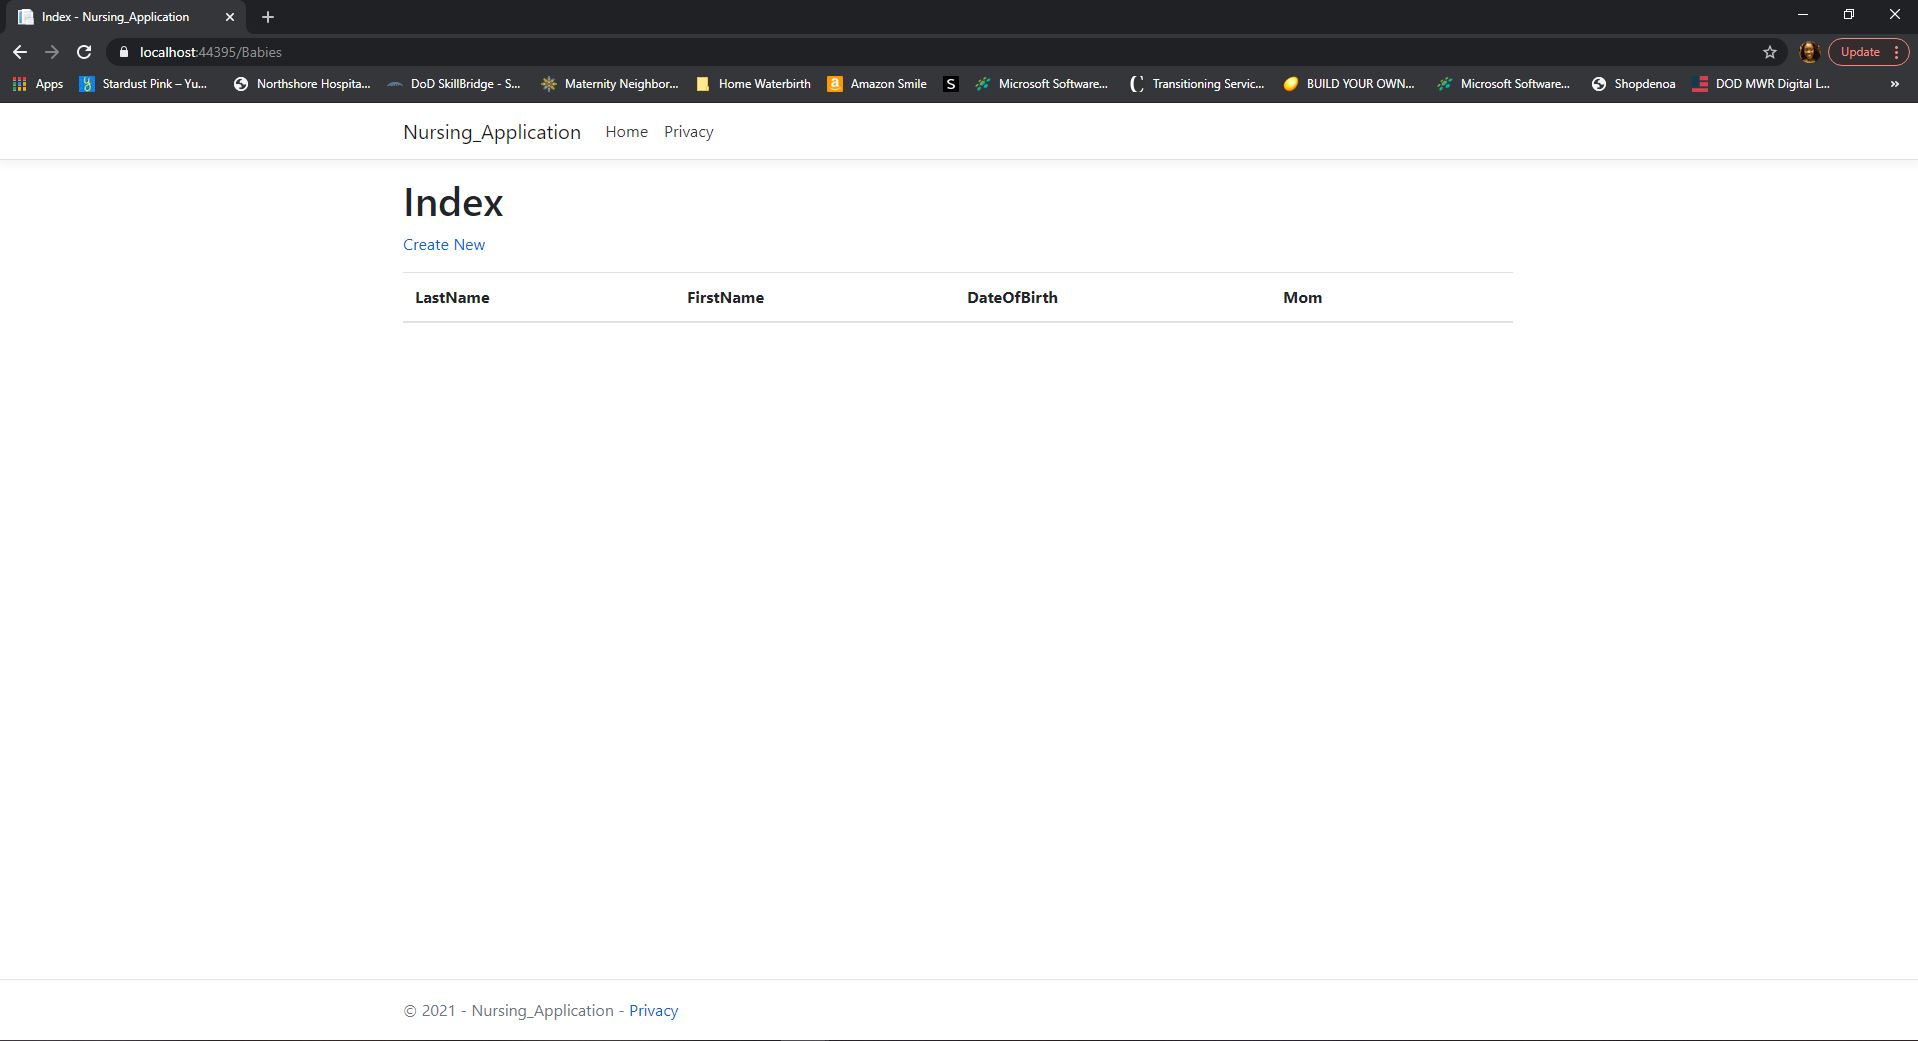 Index - Nursing_Application
localhost:44395/Babies
Update
Apps Stardust Pink – Yu... Northshore Hospita... DoD SkillBridge - S... Maternity Neighbor... Home Waterbirth Amazon Smile S Microsoft Software... Transitioning Servic... BUILD YOUR OWN... Microsoft Software... Shopdenoa DOD MWR Digital L... »
Nursing_Application Home Privacy
Index
Create New
LastName FirstName DateOfBirth Mom
© 2021 - Nursing_Application - Privacy